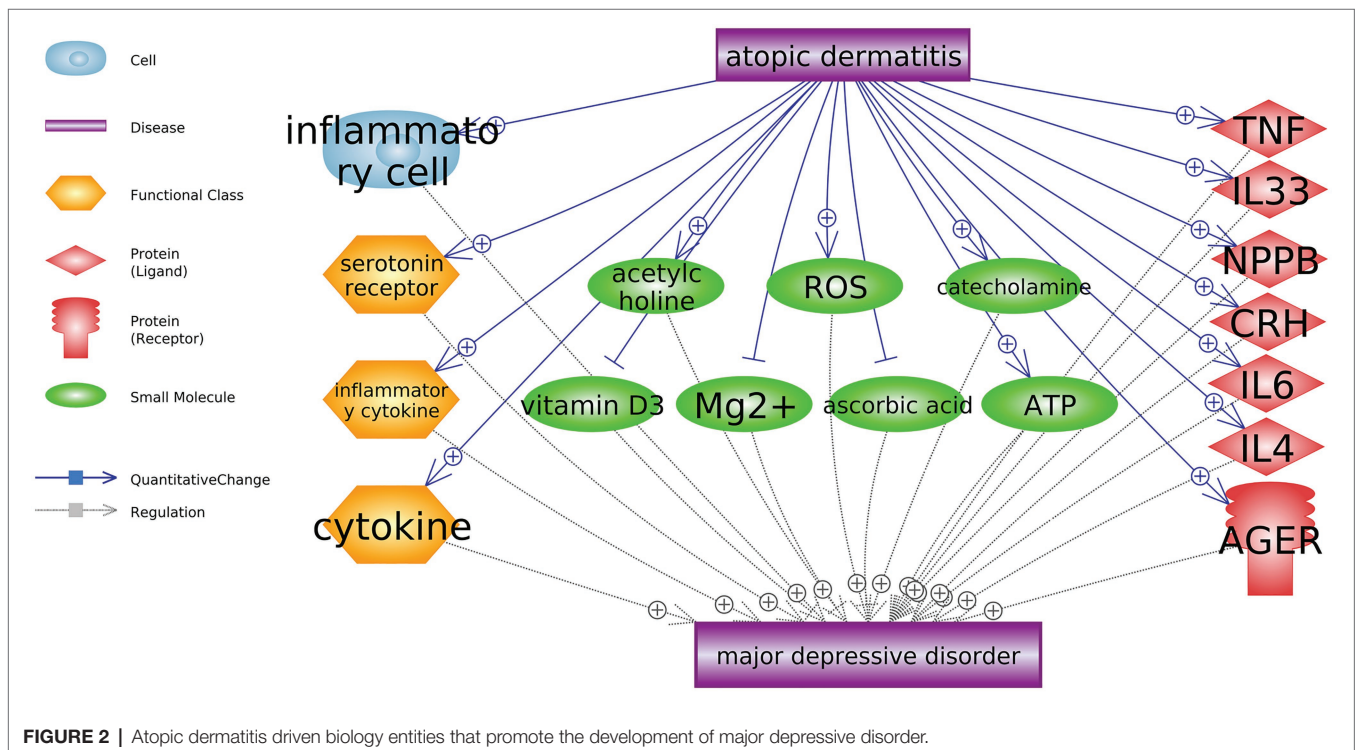 Cell
Disease
Functional Class
Protein
(Ligand)
Protein
(Receptor)
Small Molecule
QuantitativeChange
Regulation
atopic dermatitis
inflammato
ry cell
serotonin
receptor
inflammator
y cytokine
cytokine
acetylc
holine
ROS
catecholamine
vitamin D3
Mg2+
ascorbic acid
ATP
TNF
IL33
NPPB
CRH
IL6
IL4
AGER
major depressive disorder
FIGURE 2 | Atopic dermatitis driven biology entities that promote the development of major depressive disorder.